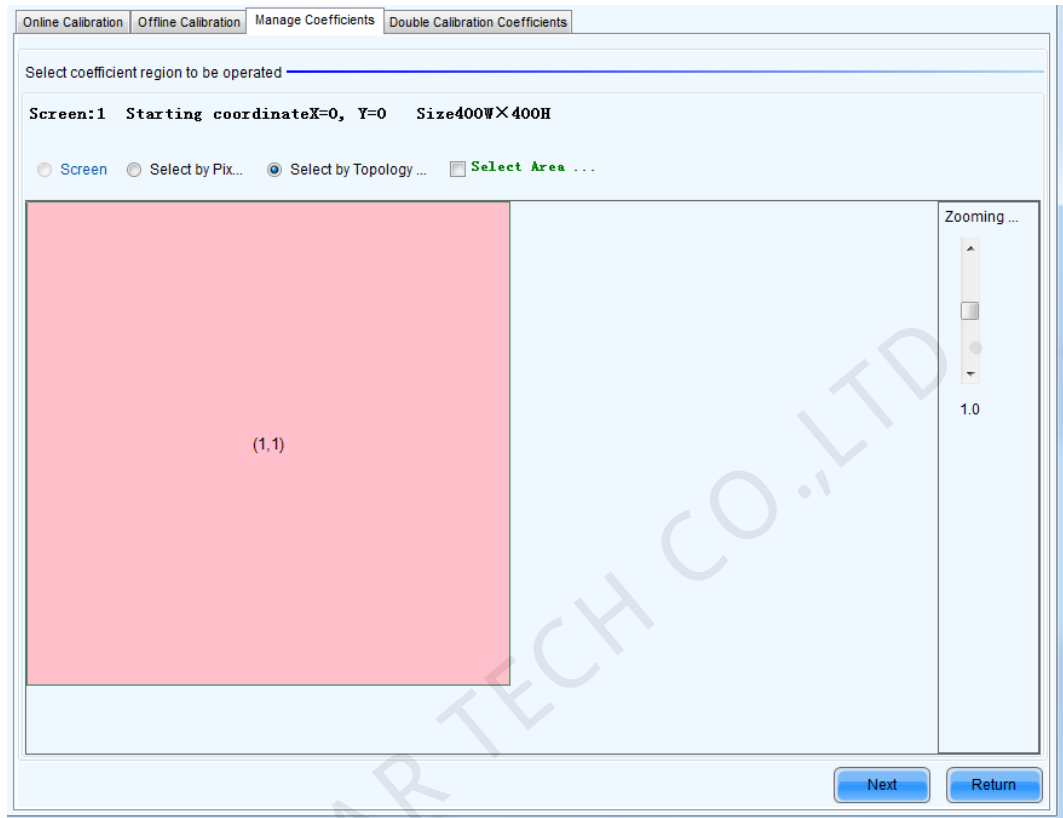 Online Calibration Offline Calibration Manage Coefficients Double Calibration Coefficients
Select coefficient region to be operated
Screen:1 Starting coordinateX=0, Y=0 Size400W×400H
Screen Select by Pix... Select by Topology ... Select Area ...
Zooming ...
1.0
(1,1)
AR TECH CO.,LTD.
Next Return